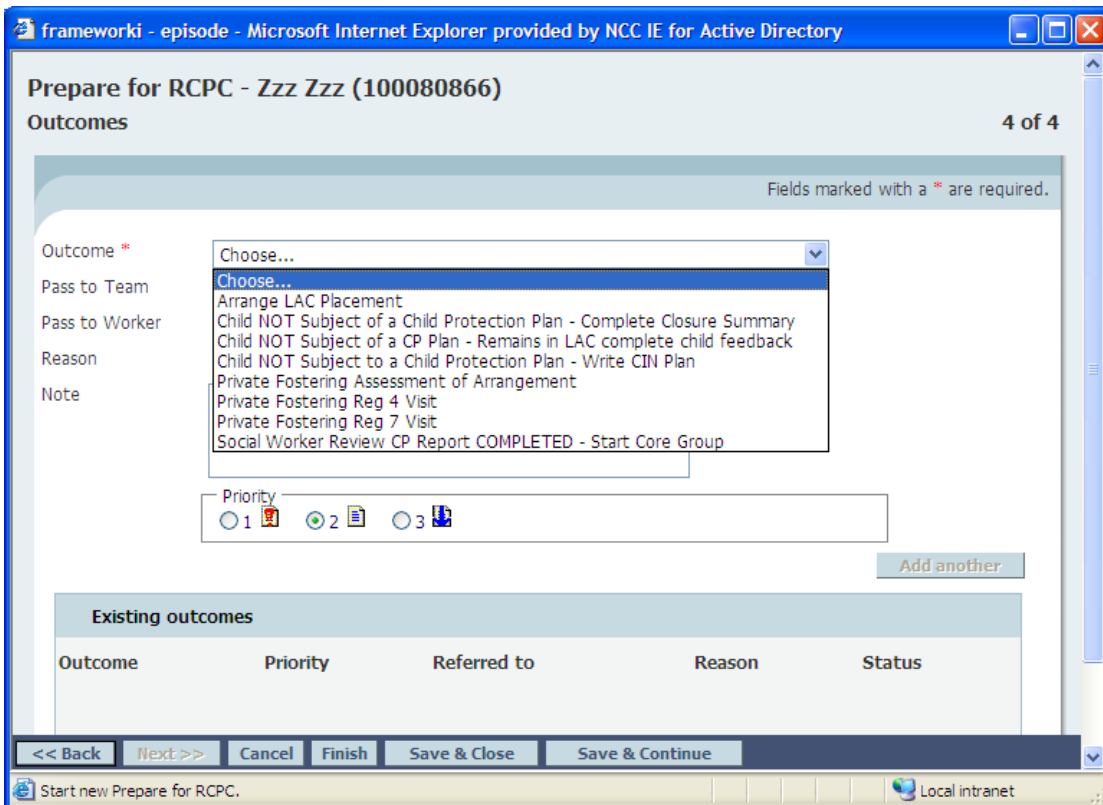 frameworki - episode - Microsoft Internet Explorer provided by NCC IE for Active Directory
Prepare for RCPC - Zzz Zzz (100080866)
Outcomes 4 of 4
Fields marked with a * are required.
Outcome * Choose...
Pass to Team
Pass to Worker
Reason
Note
Choose...
Arrange LAC Placement
Child NOT Subject of a Child Protection Plan - Complete Closure Summary
Child NOT Subject of a CP Plan - Remains in LAC complete child feedback
Child NOT Subject to a Child Protection Plan - Write CIN Plan
Private Fostering Assessment of Arrangement
Private Fostering Reg 4 Visit
Private Fostering Reg 7 Visit
Social Worker Review CP Report COMPLETED - Start Core Group
Priority
1 2 3
Add another
Existing outcomes
Outcome Priority Referred to Reason Status
<< Back Next >> Cancel Finish Save & Close Save & Continue
Start new Prepare for RCPC. Local intranet